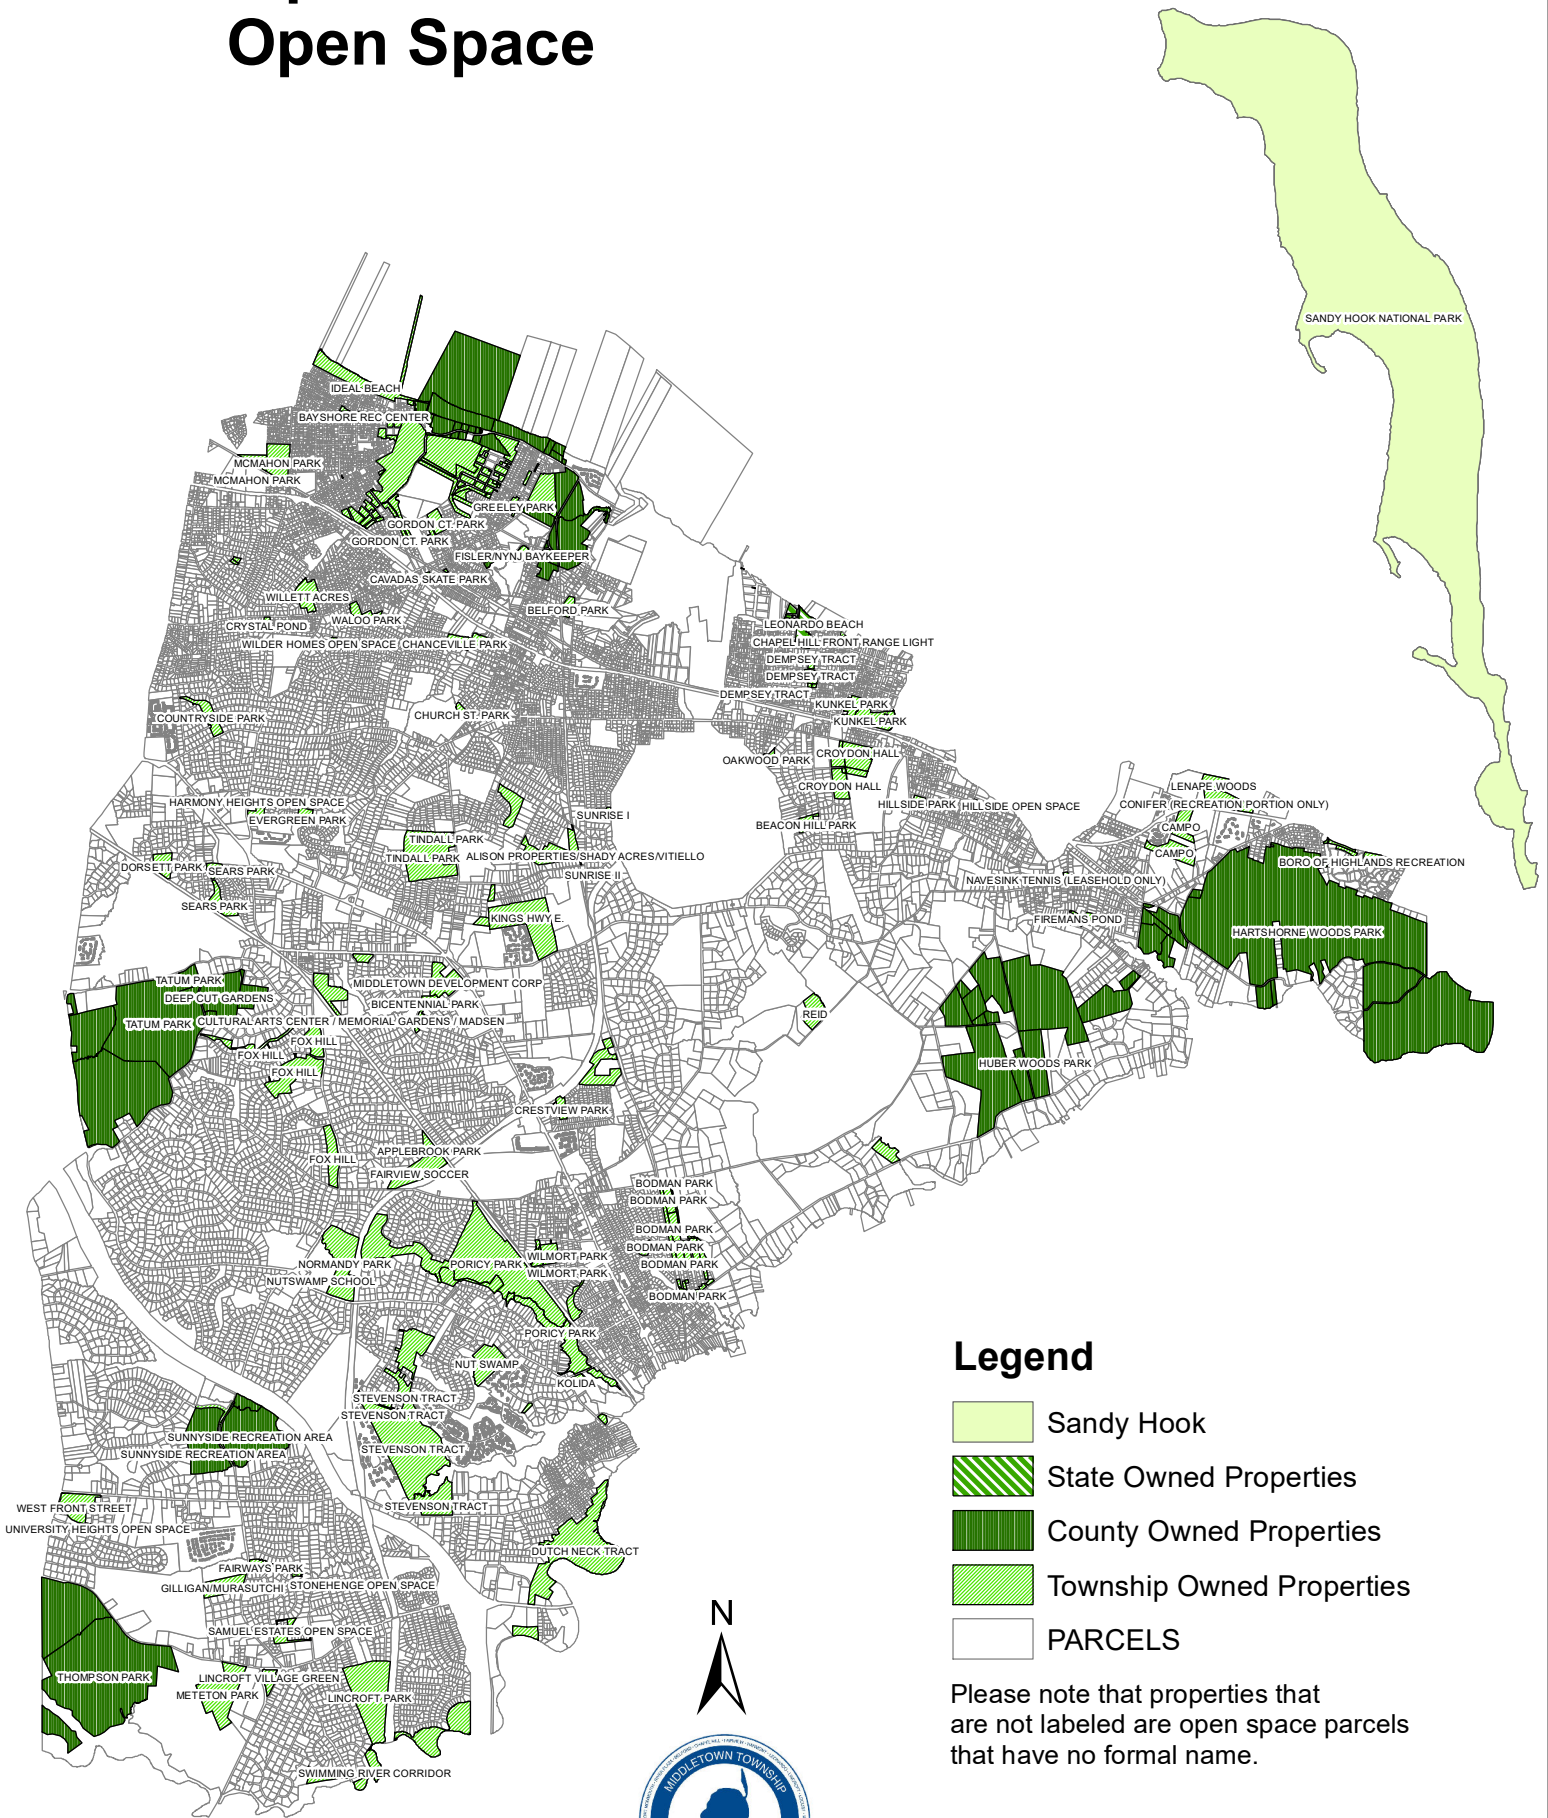 Open Space
SANDY HOOK NATIONAL PARK
IDEAL BEACH
BAYSHORE REC CENTER
MCMAHON PARK
MCMAHON PARK
GREELEY PARK
GORDON CT. PARK
GORDON CT. PARK
FISLER/NYNJ BAYKEEPER
CAVADAS SKATE PARK
WILLETT ACRES
BELFORD PARK
WALOO PARK
CRYSTAL POND
LEONARDO BEACH
WILDER HOMES OPEN SPACE
CHANCEVILLE PARK
CHAPEL HILL FRONT RANGE LIGHT
DEMPSEY TRACT
DEMPSEY TRACT
DEMPSEY TRACT
KUNKEL PARK
COUNTRYSIDE PARK
CHURCH ST. PARK
KUNKEL PARK
OAKWOOD PARK
CROYDON HALL
CROYDON HALL
LENAPE WOODS
HARMONY HEIGHTS OPEN SPACE
HILLSIDE PARK
HILLSIDE OPEN SPACE
CONIFER (RECREATION PORTION ONLY)
EVERGREEN PARK
SUNRISE I
BEACON HILL PARK
CAMPO
TINDALL PARK
TINDALL PARK
ALISON PROPERTIES/SHADY ACRES/VITIELLO
CAMPO
DORSETT PARK
SEARS PARK
SUNRISE II
BORO OF HIGHLANDS RECREATION
NAVESINK TENNIS (LEASEHOLD ONLY)
SEARS PARK
KINGS HWY E.
FIREMANS POND
HARTSHORNE WOODS PARK
TATUM PARK
MIDDLETOWN DEVELOPMENT CORP
DEEP CUT GARDENS
BICENTENNIAL PARK
REID
TATUM PARK
CULTURAL ARTS CENTER / MEMORIAL GARDENS / MADSEN
FOX HILL
FOX HILL
FOX HILL
HUBER WOODS PARK
CRESTVIEW PARK
APPLEBROOK PARK
FOX HILL
FAIRVIEW SOCCER
BODMAN PARK
BODMAN PARK
BODMAN PARK
BODMAN PARK
BODMAN PARK
BODMAN PARK
NORMANDY PARK
PORICY PARK
WILMORT PARK
WILMORT PARK
NUTSWAMP SCHOOL
PORICY PARK
NUT SWAMP
KOLIDA
STEVENSON TRACT
STEVENSON TRACT
STEVENSON TRACT
SUNNYSIDE RECREATION AREA
SUNNYSIDE RECREATION AREA
STEVENSON TRACT
WEST FRONT STREET
UNIVERSITY HEIGHTS OPEN SPACE
DUTCH NECK TRACT
FAIRWAYS PARK
GILLIGAN/MURASUTCHI
STONEHENGE OPEN SPACE
SAMUEL ESTATES OPEN SPACE
THOMPSON PARK
LINCROFT VILLAGE GREEN
METETON PARK
LINCROFT PARK
SWIMMING RIVER CORRIDOR
N
MIDDLETOWN TOWNSHIP
Legend
Sandy Hook
State Owned Properties
County Owned Properties
Township Owned Properties
PARCELS
Please note that properties that
are not labeled are open space parcels
that have no formal name.